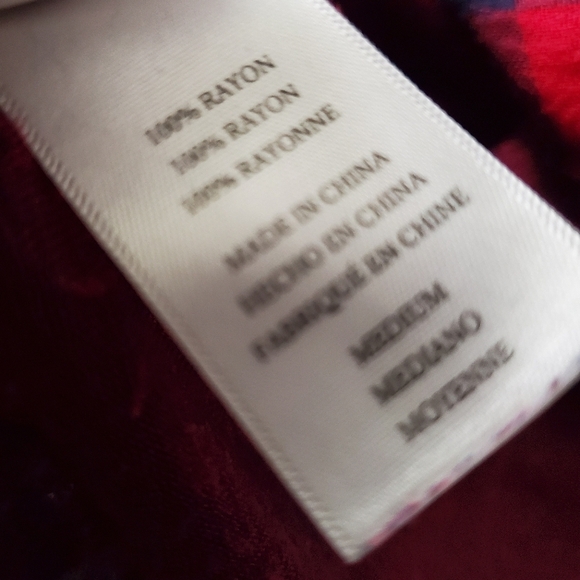 100% RAYON
100% RAYON
100% RAYONNE
MADE IN CHINA
HECHO EN CHINA
FABRIQUÉ EN CHINE
MEDIUM
MEDIANO
MOYENNE